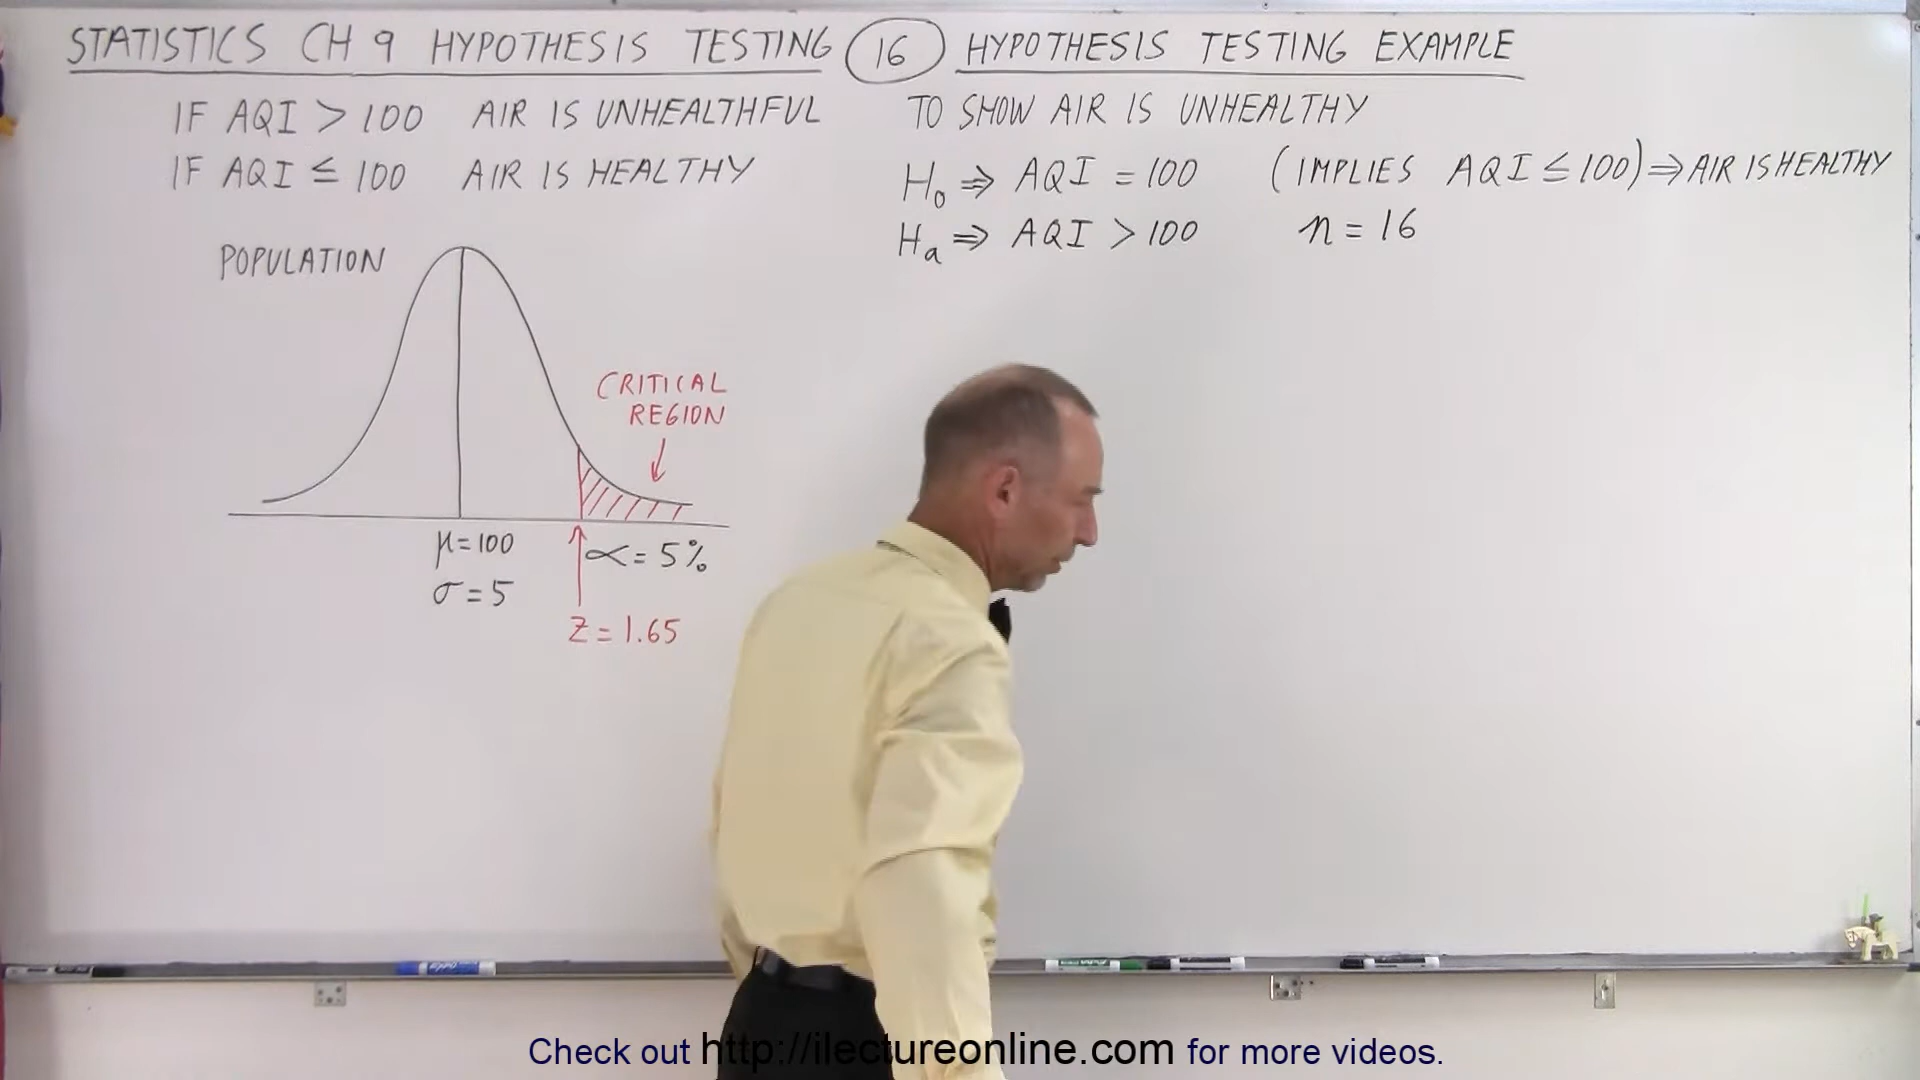 STATISTICS CH 9 HYPOTHESIS TESTING 16 HYPOTHESIS TESTING EXAMPLE
IF AQI > 100 AIR IS UNHEALTHFUL
IF AQI ≤ 100 AIR IS HEALTHY
POPULATION
CRITICAL
REGION
μ = 100
σ = 5
α = 5%
Z = 1.65
TO SHOW AIR IS UNHEALTHY
H₀ ⇒ AQI = 100 (IMPLIES AQI ≤ 100) ⇒ AIR IS HEALTHY
Hₐ ⇒ AQI > 100 n = 16
Check out http://ilectureonline.com for more videos.